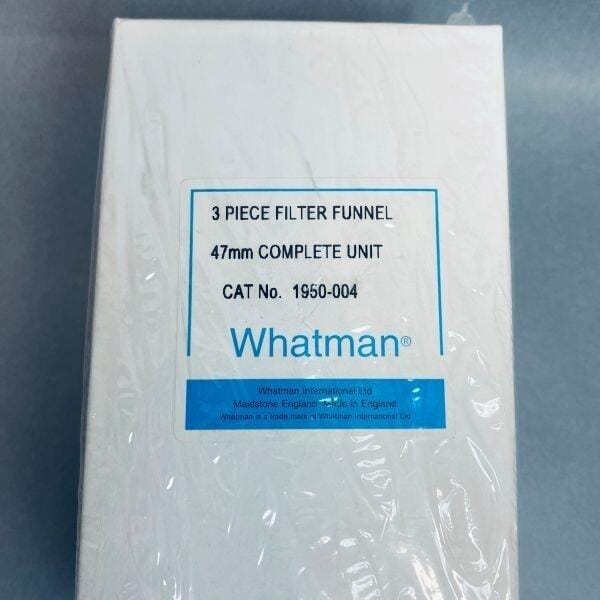 3 PIECE FILTER FUNNEL
47mm COMPLETE UNIT
CAT No. 1950-004
Whatman®
Whatman International Ltd
Maidstone England Made in England
Whatman is a trade mark of Whatman International Ltd